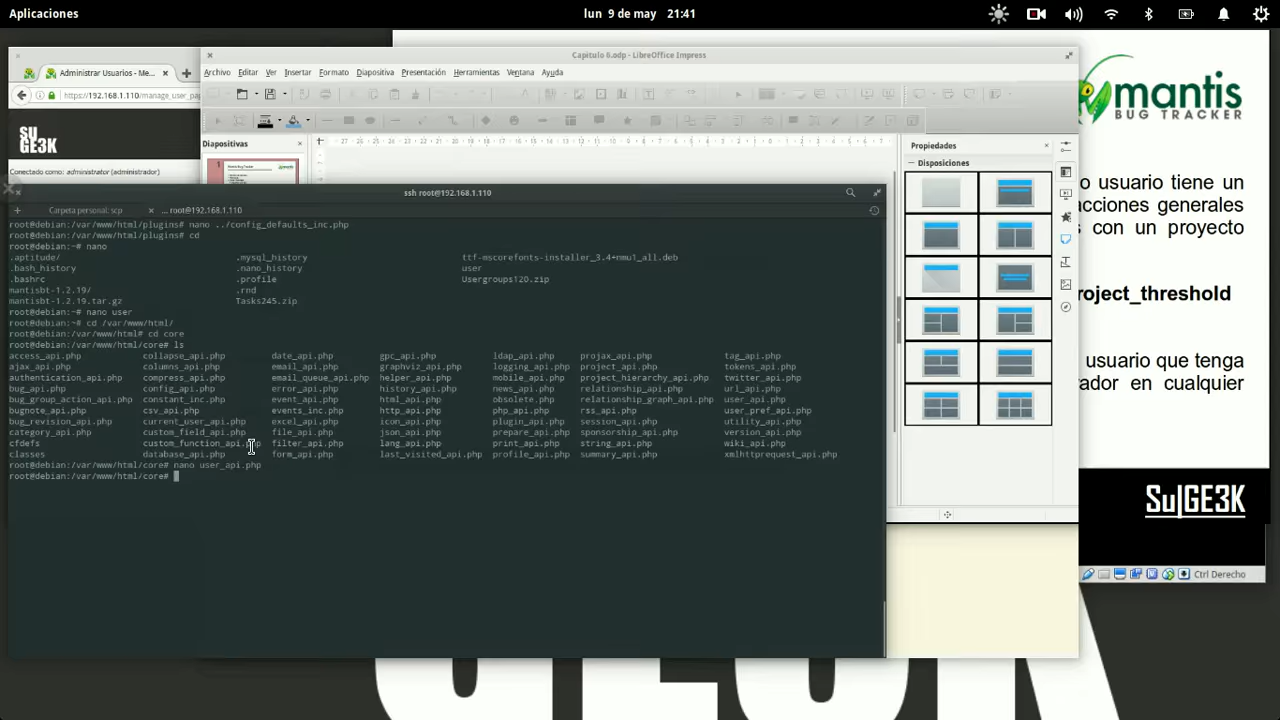 Aplicaciones
lun 9 de may 21:41
Capitulo 6.odp - LibreOffice Impress
Administrar Usuarios - Me...
Archivo Editar Ver Insertar Formato Diapositiva Presentación Herramientas Ventana Ayuda
https://192.168.1.110/manage_user_pa
SU
GE3K
Diapositivas
Propiedades
Disposiciones
Conectado como: administrator (administrador)
mantis
BUG TRACKER
o usuario tiene un
acciones generales
s con un proyecto
roject_threshold
usuario que tenga
rador en cualquier
Su|GE3K
Ctrl Derecho
ssh root@192.168.1.110
Carpeta personal: scp
... root@192.168.1.110
root@debian:/var/www/html/plugins# nano ../config_defaults_inc.php
root@debian:/var/www/html/plugins# cd
root@debian:~# nano
.aptitude/ .mysql_history ttf-mscorefonts-installer_3.4+nmu1_all.deb
.bash_history .nano_history user
.bashrc .profile Usergroups120.zip
mantisbt-1.2.19/ .rnd
mantisbt-1.2.19.tar.gz Tasks245.zip
root@debian:~# nano user
root@debian:~# cd /var/www/html/
root@debian:/var/www/html# cd core
root@debian:/var/www/html/core# ls
access_api.php collapse_api.php date_api.php gpc_api.php ldap_api.php projax_api.php tag_api.php
ajax_api.php columns_api.php email_api.php graphviz_api.php logging_api.php project_api.php tokens_api.php
authentication_api.php compress_api.php email_queue_api.php helper_api.php mobile_api.php project_hierarchy_api.php twitter_api.php
bug_api.php config_api.php error_api.php history_api.php news_api.php relationship_api.php url_api.php
bug_group_action_api.php constant_inc.php event_api.php html_api.php obsolete.php relationship_graph_api.php user_api.php
bugnote_api.php csv_api.php events_inc.php http_api.php php_api.php rss_api.php user_pref_api.php
bug_revision_api.php current_user_api.php excel_api.php icon_api.php plugin_api.php session_api.php utility_api.php
category_api.php custom_field_api.php file_api.php json_api.php prepare_api.php sponsorship_api.php version_api.php
cfdefs custom_function_api.php filter_api.php lang_api.php print_api.php string_api.php wiki_api.php
classes database_api.php form_api.php last_visited_api.php profile_api.php summary_api.php xmlhttprequest_api.php
root@debian:/var/www/html/core# nano user_api.php
root@debian:/var/www/html/core#